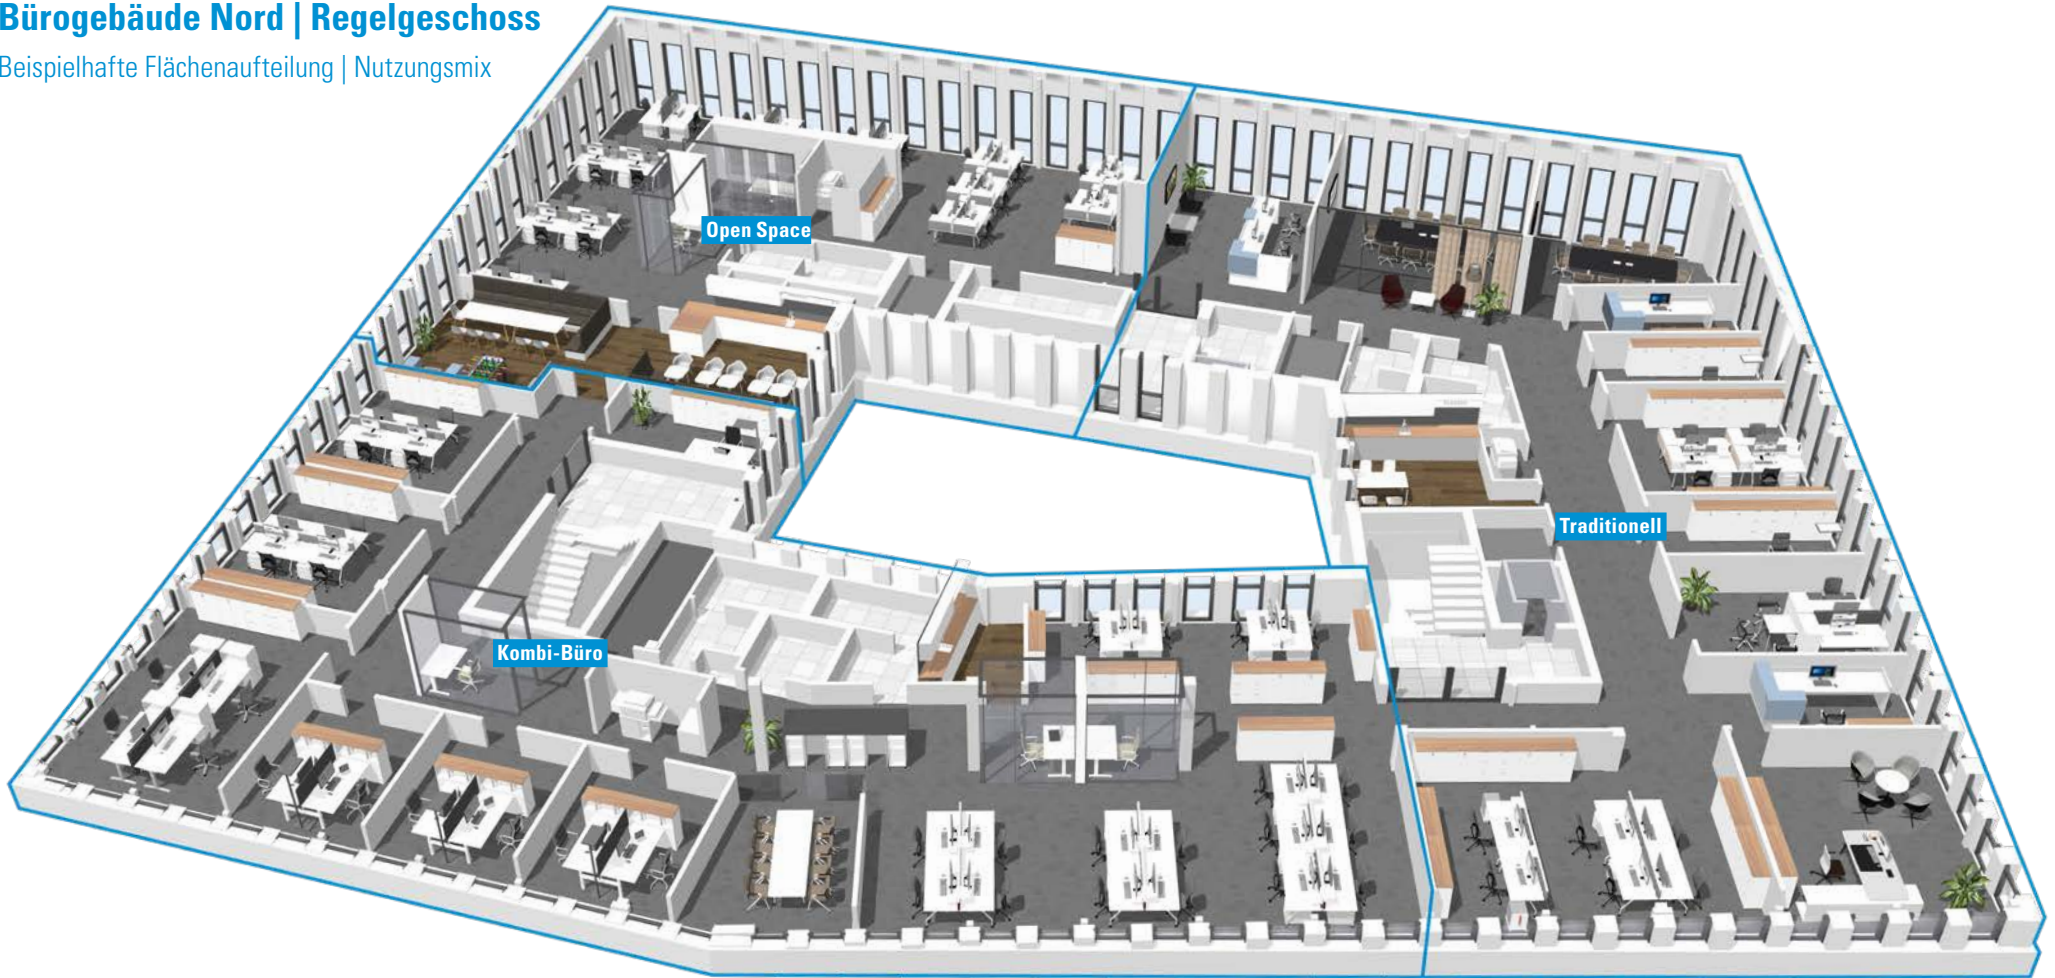 Bürogebäude Nord | Regelgeschoss
Beispielhafte Flächenaufteilung | Nutzungsmix
Open Space
Traditionell
Kombi-Büro